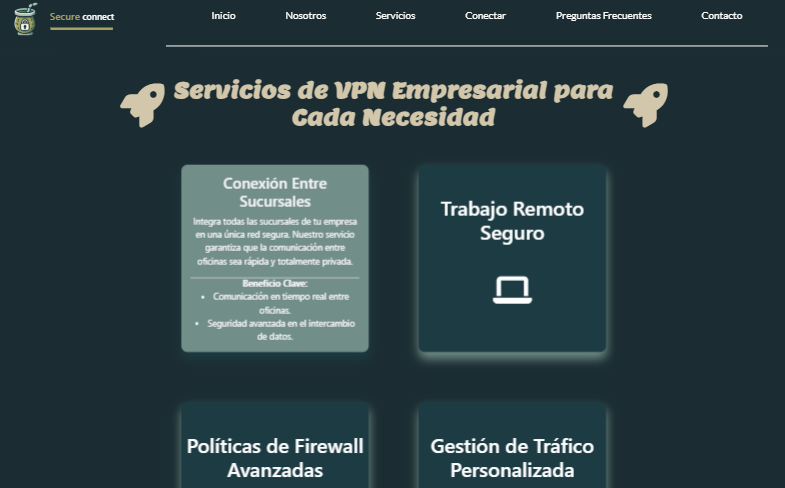 Secure connect
Inicio
Nosotros
Servicios
Conectar
Preguntas Frecuentes
Contacto
Servicios de VPN Empresarial para
Cada Necesidad
Conexión Entre
Sucursales
Integra todas las sucursales de tu empresa
en una única red segura. Nuestro servicio
garantiza que la comunicación entre
oficinas sea rápida y totalmente privada.
Beneficio Clave:
• Comunicación en tiempo real entre
oficinas.
• Seguridad avanzada en el intercambio
de datos.
Trabajo Remoto
Seguro
Políticas de Firewall
Avanzadas
Gestión de Tráfico
Personalizada